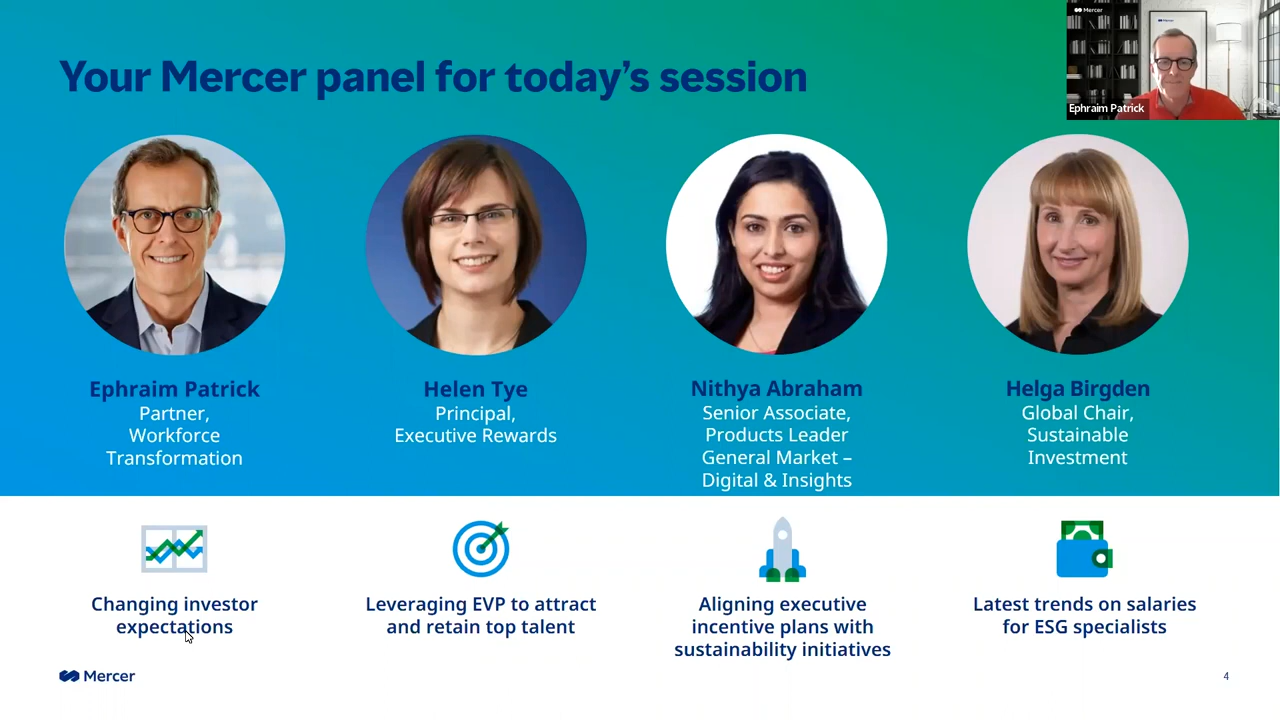 Mercer
Mercer
Ephraim Patrick
Your Mercer panel for today's session
Ephraim Patrick
Partner,
Workforce
Transformation
Helen Tye
Principal,
Executive Rewards
Nithya Abraham
Senior Associate,
Products Leader
General Market –
Digital & Insights
Helga Birgden
Global Chair,
Sustainable
Investment
Changing investor
expectations
Leveraging EVP to attract
and retain top talent
Aligning executive
incentive plans with
sustainability initiatives
Latest trends on salaries
for ESG specialists
Mercer
4